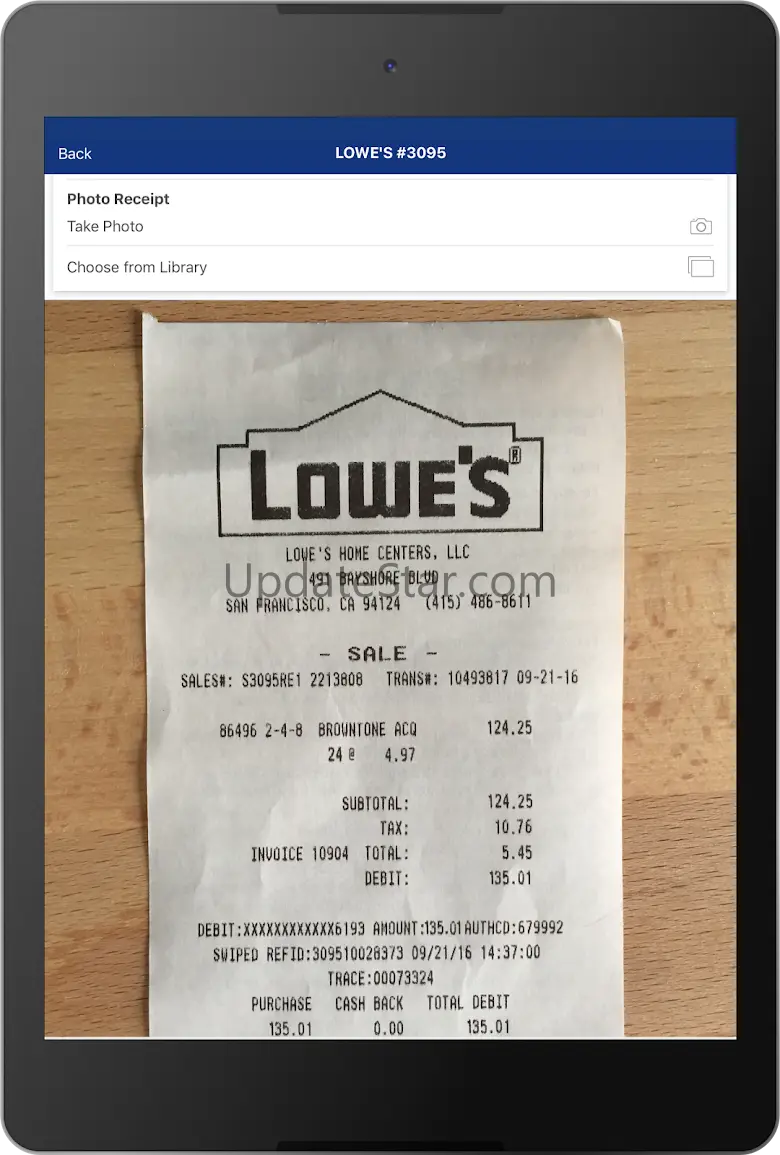 Back
LOWE'S #3095
Photo Receipt
Take Photo
Choose from Library
LOWE'S®
LOWE'S HOME CENTERS, LLC
491 BAYSHORE BLVD
UpdateStar.com
SAN FRANCISCO, CA 94124 (415) 486-8611
- SALE -
SALES#: S3095RE1 2213808 TRANS#: 10493817 09-21-16
86496 2-4-8 BROWNTONE ACQ 124.25
24 @ 4.97
SUBTOTAL: 124.25
TAX: 10.76
INVOICE 10904 TOTAL: 5.45
DEBIT: 135.01
DEBIT:XXXXXXXXXXXX6193 AMOUNT:135.01 AUTHCD:679992
SWIPED REFID:309510028373 09/21/16 14:37:00
TRACE:00073324
PURCHASE CASH BACK TOTAL DEBIT
135.01 0.00 135.01